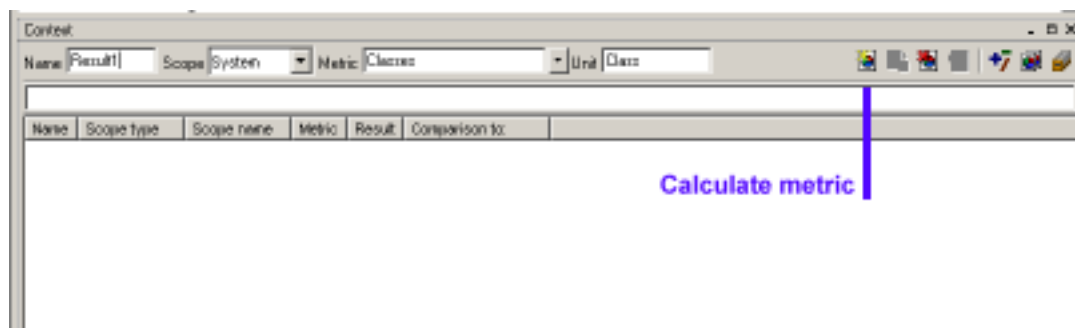 Context
Name Result1 Scope System Metric Classes Unit Class
Name Scope type Scope name Metric Result Comparison to:
Calculate metric